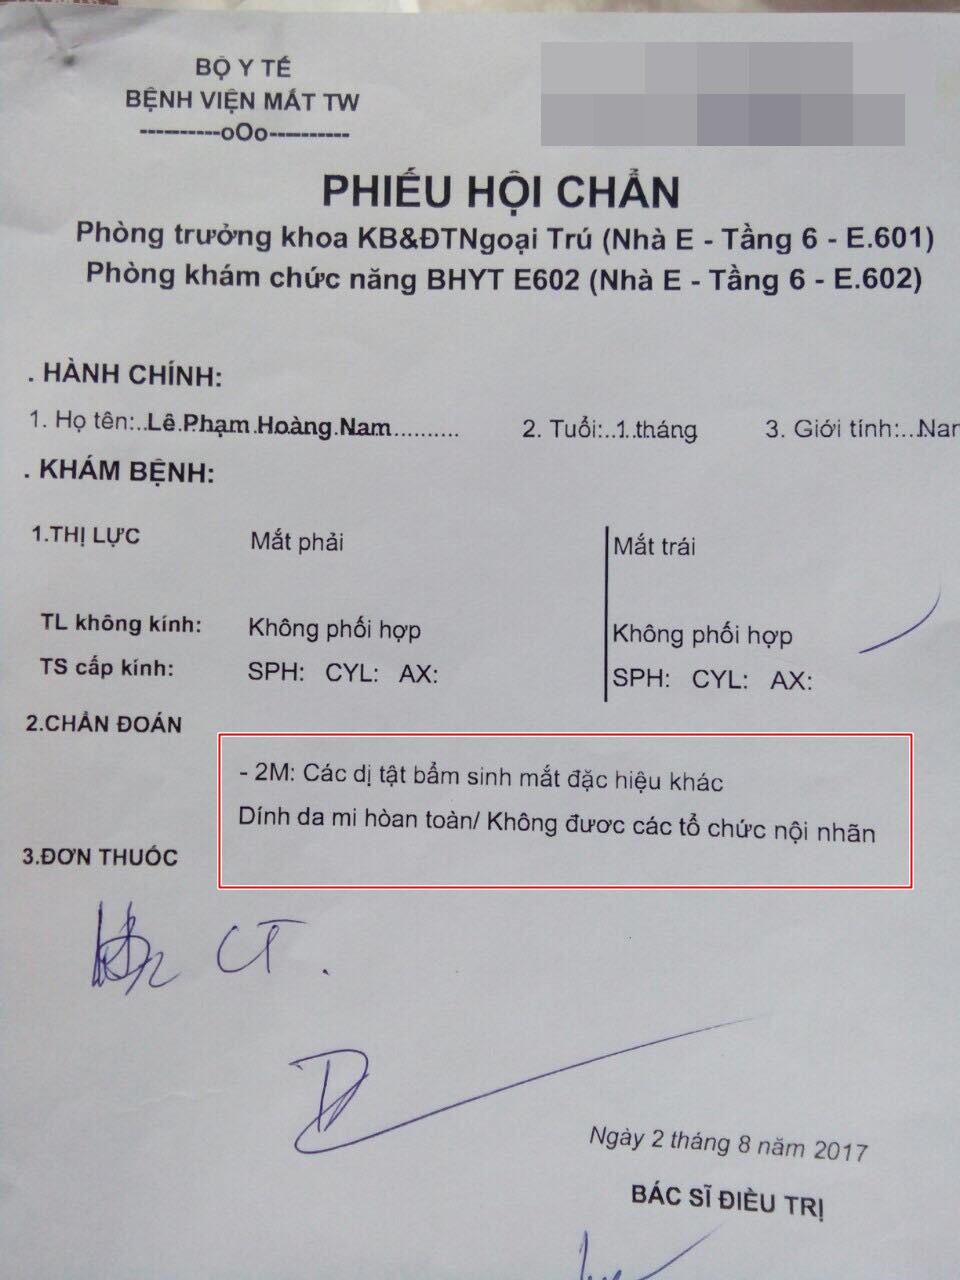 BỘ Y TẾ
BỆNH VIỆN MẮT TW
----------oOo----------
PHIẾU HỘI CHẨN
Phòng trưởng khoa KB&ĐTNgoại Trú (Nhà E - Tầng 6 - E.601)
Phòng khám chức năng BHYT E602 (Nhà E - Tầng 6 - E.602)
. HÀNH CHÍNH:
1. Họ tên:..Lê.Phạm.Hoàng.Nam.......... 2. Tuổi:..1.tháng 3. Giới tính:...Nam
. KHÁM BỆNH:
1.THỊ LỰC Mắt phải Mắt trái
TL không kính: Không phối hợp Không phối hợp
TS cấp kính: SPH: CYL: AX: SPH: CYL: AX:
2.CHẨN ĐOÁN
- 2M: Các dị tật bẩm sinh mắt đặc hiệu khác
Dính da mi hòan toàn/ Không đươc các tổ chức nội nhãn
3.ĐƠN THUỐC
CT.
Ngày 2 tháng 8 năm 2017
BÁC SĨ ĐIỀU TRỊ